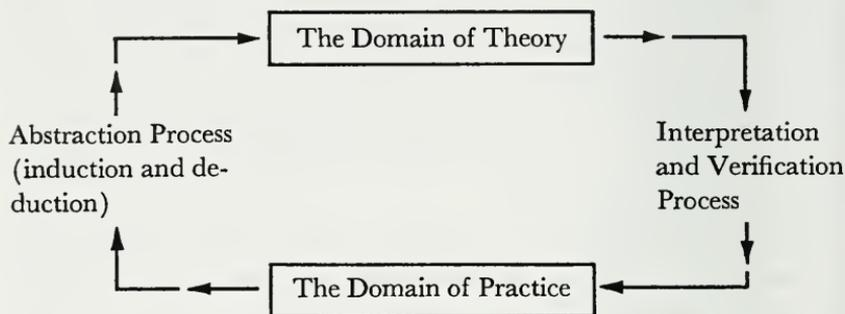 The Domain of Theory
Abstraction Process
(induction and de-
duction)
Interpretation
and Verification
Process
The Domain of Practice